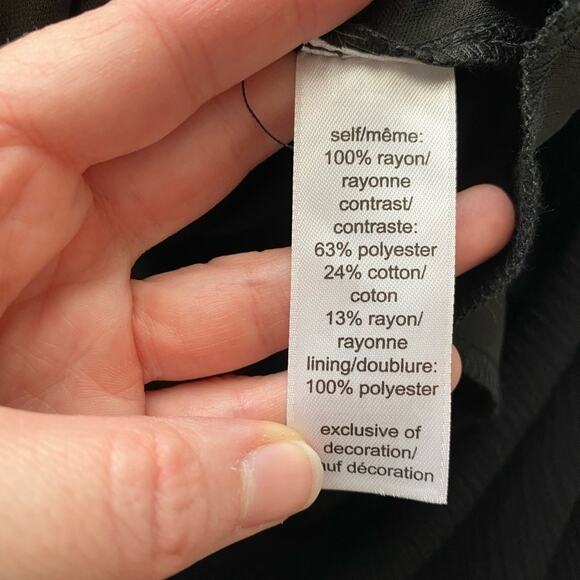 self/même:
100% rayon/
rayonne
contrast/
contraste:
63% polyester
24% cotton/
coton
13% rayon/
rayonne
lining/doublure:
100% polyester
exclusive of
decoration/
uf décoration